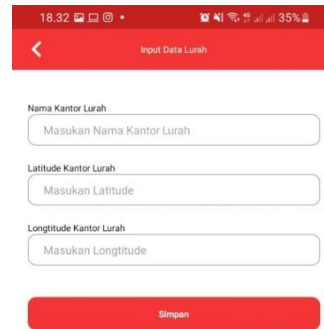 18.32 35%
Input Data Lurah
Nama Kantor Lurah
Masukan Nama Kantor Lurah
Latitude Kantor Lurah
Masukan Latitude
Longtitude Kantor Lurah
Masukan Longtitude
Simpan